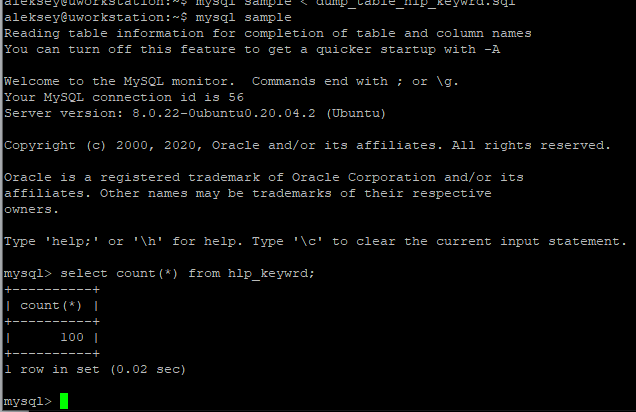 aleksey@uworkstation:~$ mysql sample < dump_table_hlp_keywrd.sql
aleksey@uworkstation:~$ mysql sample
Reading table information for completion of table and column names
You can turn off this feature to get a quicker startup with -A
Welcome to the MySQL monitor.  Commands end with ; or \g.
Your MySQL connection id is 56
Server version: 8.0.22-0ubuntu0.20.04.2 (Ubuntu)
Copyright (c) 2000, 2020, Oracle and/or its affiliates. All rights reserved.
Oracle is a registered trademark of Oracle Corporation and/or its
affiliates. Other names may be trademarks of their respective
owners.
Type 'help;' or '\h' for help. Type '\c' to clear the current input statement.
mysql> select count(*) from hlp_keywrd;
+----------+
| count(*) |
+----------+
|      100 |
+----------+
1 row in set (0.02 sec)
mysql>